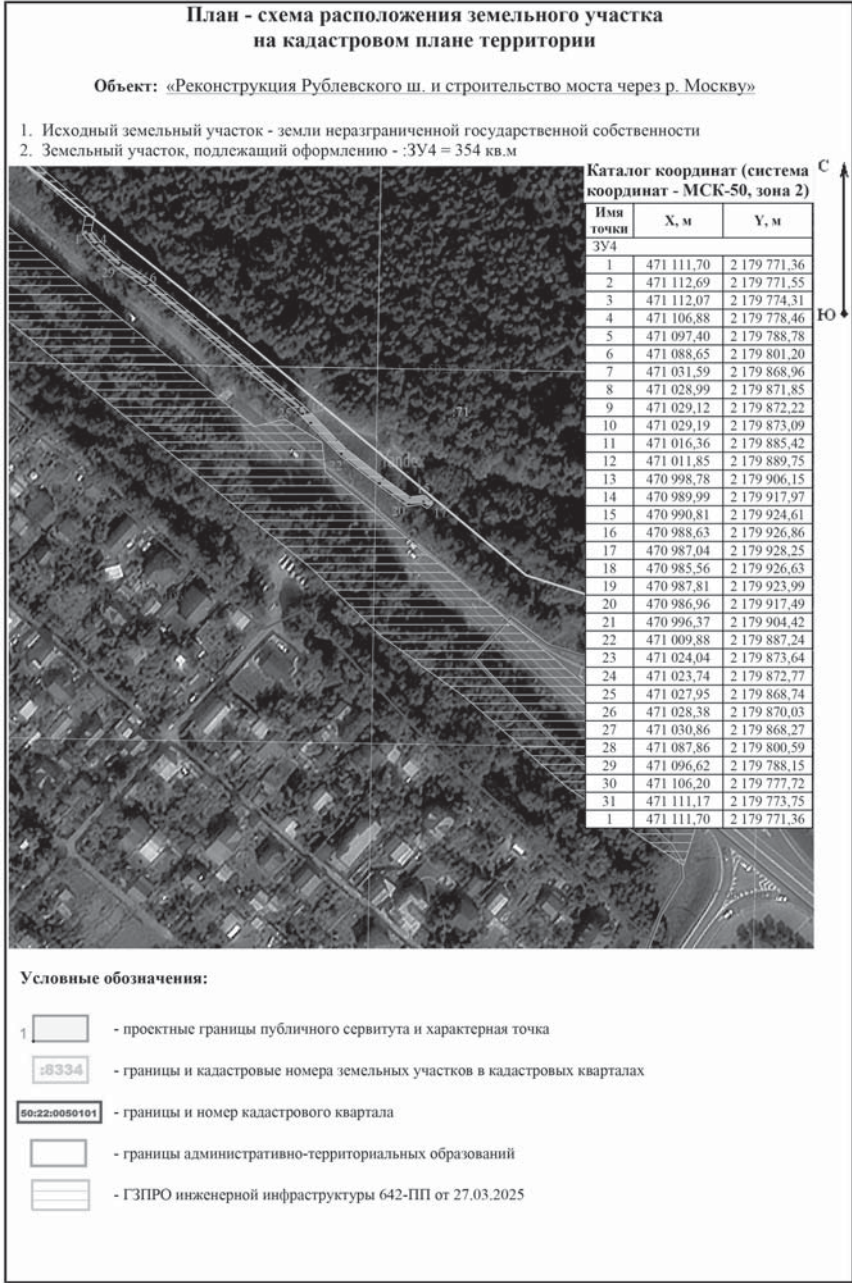 План - схема расположения земельного участка
на кадастровом плане территории
Объект: «Реконструкция Рублевского ш. и строительство моста через р. Москву»
1. Исходный земельный участок - земли неразграниченной государственной собственности
2. Земельный участок, подлежащий оформлению - :ЗУ4 = 354 кв.м
Каталог координат (система
координат - МСК-50, зона 2)
С
Ю
Имя точки X, м Y, м
ЗУ4
1 471 111,70 2 179 771,36
2 471 112,69 2 179 771,55
3 471 112,07 2 179 774,31
4 471 106,88 2 179 778,46
5 471 097,40 2 179 788,78
6 471 088,65 2 179 801,20
7 471 031,59 2 179 868,96
8 471 028,99 2 179 871,85
9 471 029,12 2 179 872,22
10 471 029,19 2 179 873,09
11 471 016,36 2 179 885,42
12 471 011,85 2 179 889,75
13 470 998,78 2 179 906,15
14 470 989,99 2 179 917,97
15 470 990,81 2 179 924,61
16 470 988,63 2 179 926,86
17 470 987,04 2 179 928,25
18 470 985,56 2 179 926,63
19 470 987,81 2 179 923,99
20 470 986,96 2 179 917,49
21 470 996,37 2 179 904,42
22 471 009,88 2 179 887,24
23 471 024,04 2 179 873,64
24 471 023,74 2 179 872,77
25 471 027,95 2 179 868,74
26 471 028,38 2 179 870,03
27 471 030,86 2 179 868,27
28 471 087,86 2 179 800,59
29 471 096,62 2 179 788,15
30 471 106,20 2 179 777,72
31 471 111,17 2 179 773,75
1 471 111,70 2 179 771,36
Условные обозначения:
1 - проектные границы публичного сервитута и характерная точка
:8334 - границы и кадастровые номера земельных участков в кадастровых кварталах
50:22:0050101 - границы и номер кадастрового квартала
- границы административно-территориальных образований
- ГЗПРО инженерной инфраструктуры 642-ПП от 27.03.2025